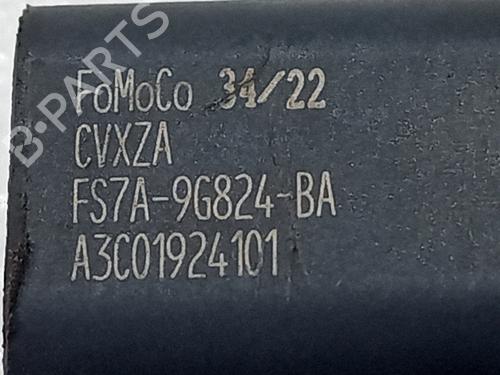 B-PARTS
FoMoCo 34/22
CVXZA
FS7A-9G824-BA
A3C01924101